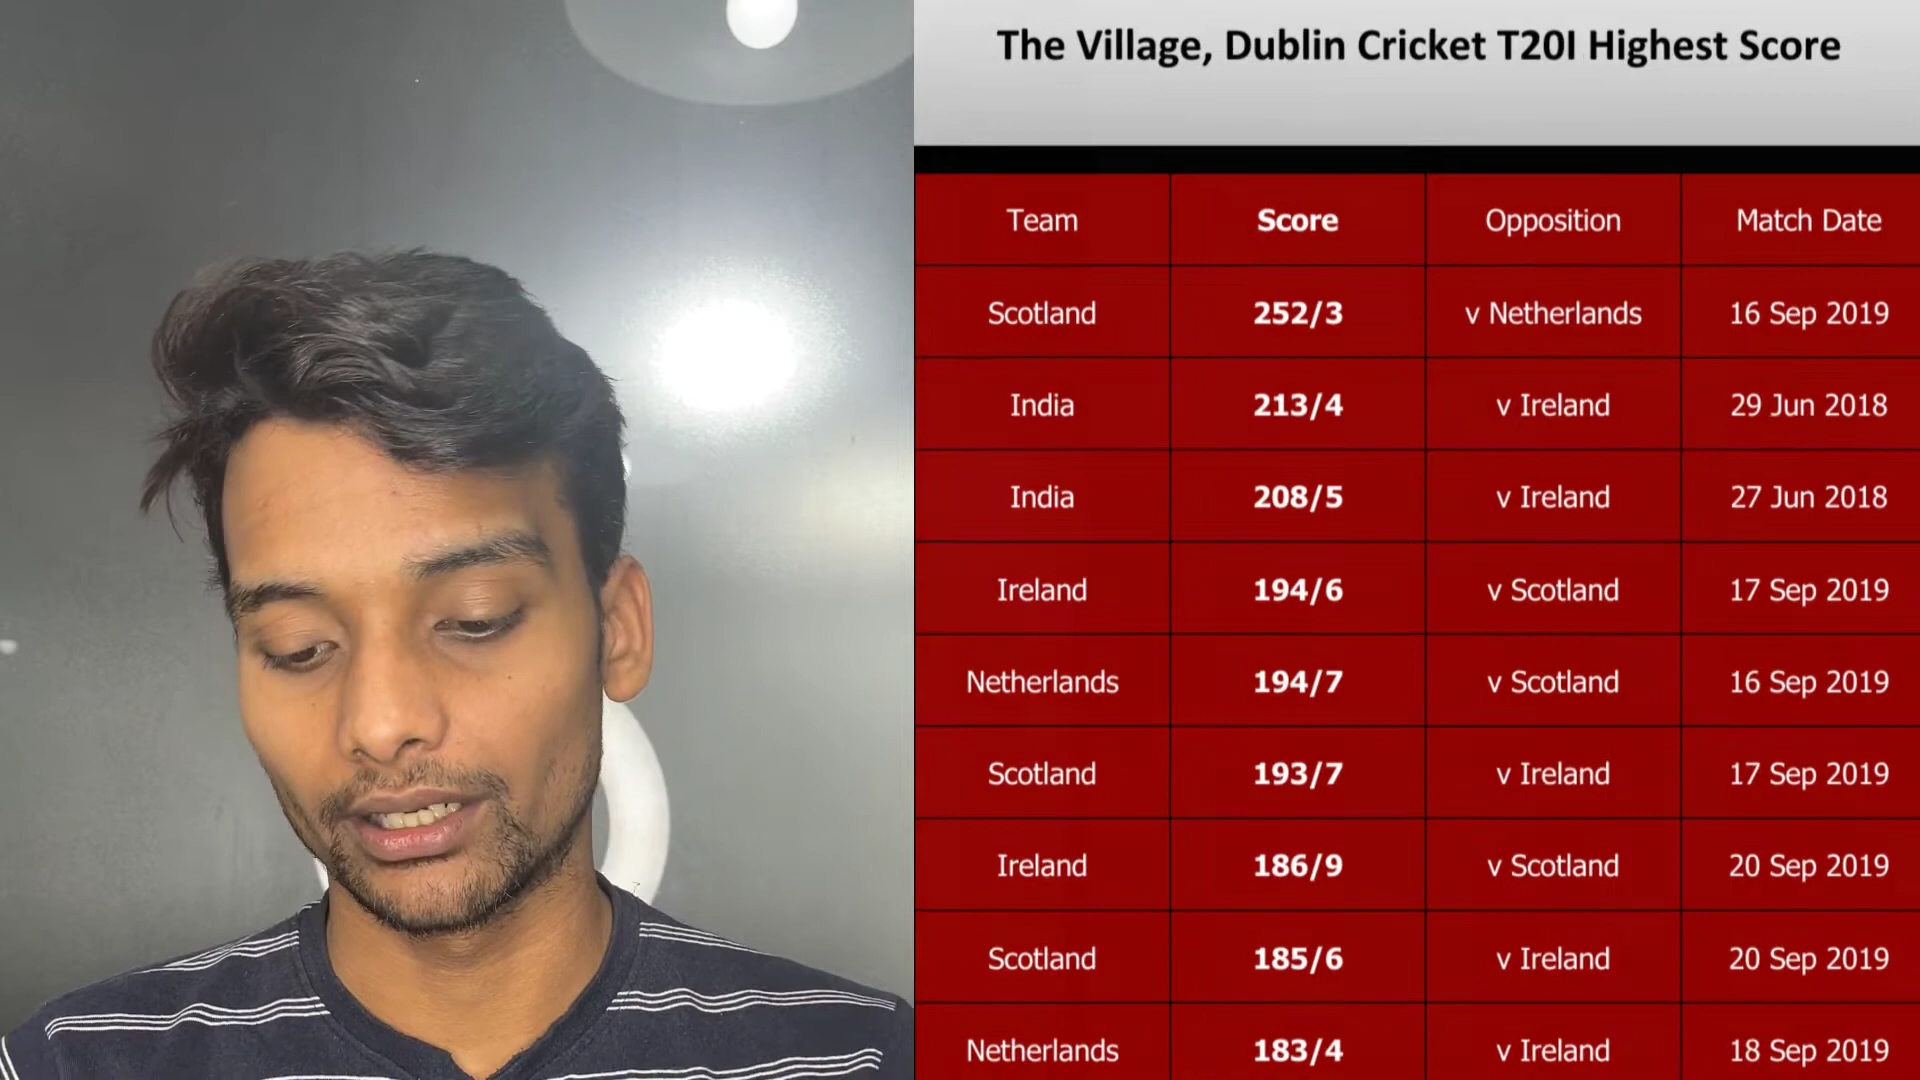 The Village, Dublin Cricket T20I Highest Score
Team Score Opposition Match Date
Scotland 252/3 v Netherlands 16 Sep 2019
India 213/4 v Ireland 29 Jun 2018
India 208/5 v Ireland 27 Jun 2018
Ireland 194/6 v Scotland 17 Sep 2019
Netherlands 194/7 v Scotland 16 Sep 2019
Scotland 193/7 v Ireland 17 Sep 2019
Ireland 186/9 v Scotland 20 Sep 2019
Scotland 185/6 v Ireland 20 Sep 2019
Netherlands 183/4 v Ireland 18 Sep 2019